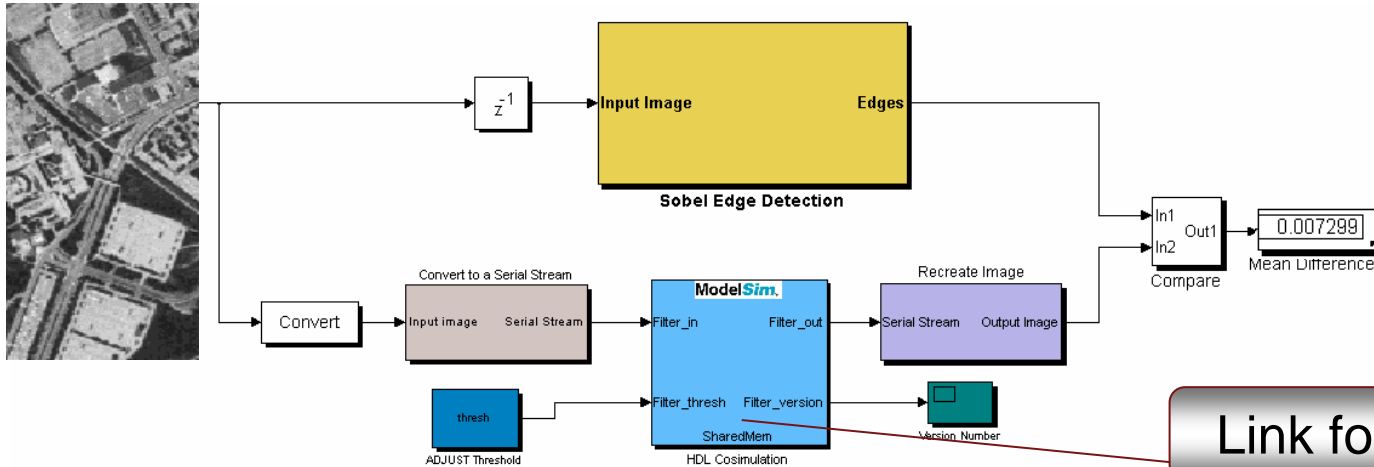 z-1
Input Image Edges
Sobel Edge Detection
In1
Out1
In2
0.007299
Mean Difference
Compare
Convert to a Serial Stream
Recreate Image
ModelSim.
Convert
Input image Serial Stream
Filter_in Filter_out
Serial Stream Output Image
thresh
Filter_thresh Filter_version
SharedMem
Version Number
ADJUST Threshold
HDL Cosimulation
Link fo